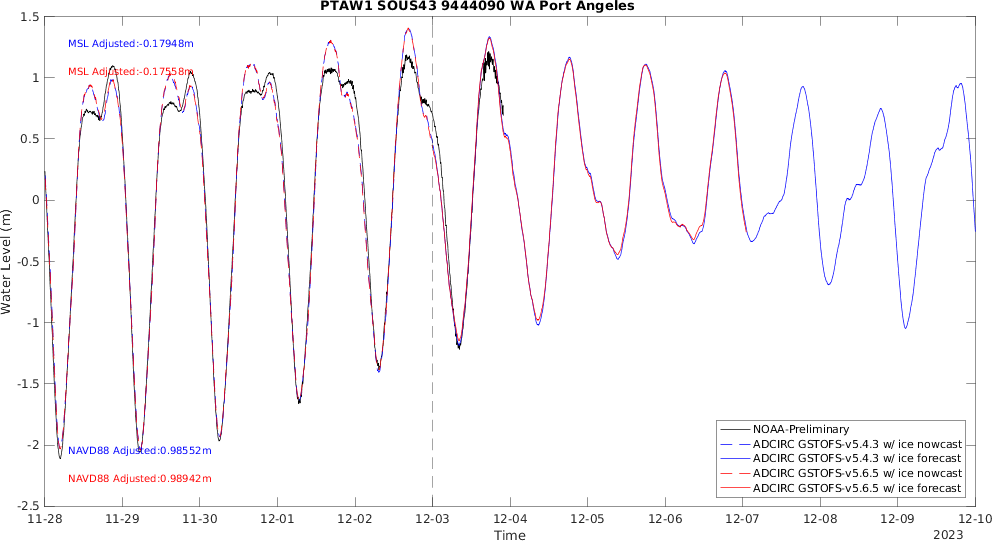 PTAW1 SOUS43 9444090 WA Port Angeles
1.5
1
0.5
0
-0.5
-1
-1.5
-2
-2.5
Water Level (m)
MSL Adjusted:-0.17948m
MSL Adjusted:-0.17558m
NAVD88 Adjusted:0.98552m
NAVD88 Adjusted:0.98942m
NOAA-Preliminary
ADCIRC GSTOFS-v5.4.3 w/ ice nowcast
ADCIRC GSTOFS-v5.4.3 w/ ice forecast
ADCIRC GSTOFS-v5.6.5 w/ ice nowcast
ADCIRC GSTOFS-v5.6.5 w/ ice forecast
11-28 11-29 11-30 12-01 12-02 12-03 12-04 12-05 12-06 12-07 12-08 12-09 12-10
Time
2023